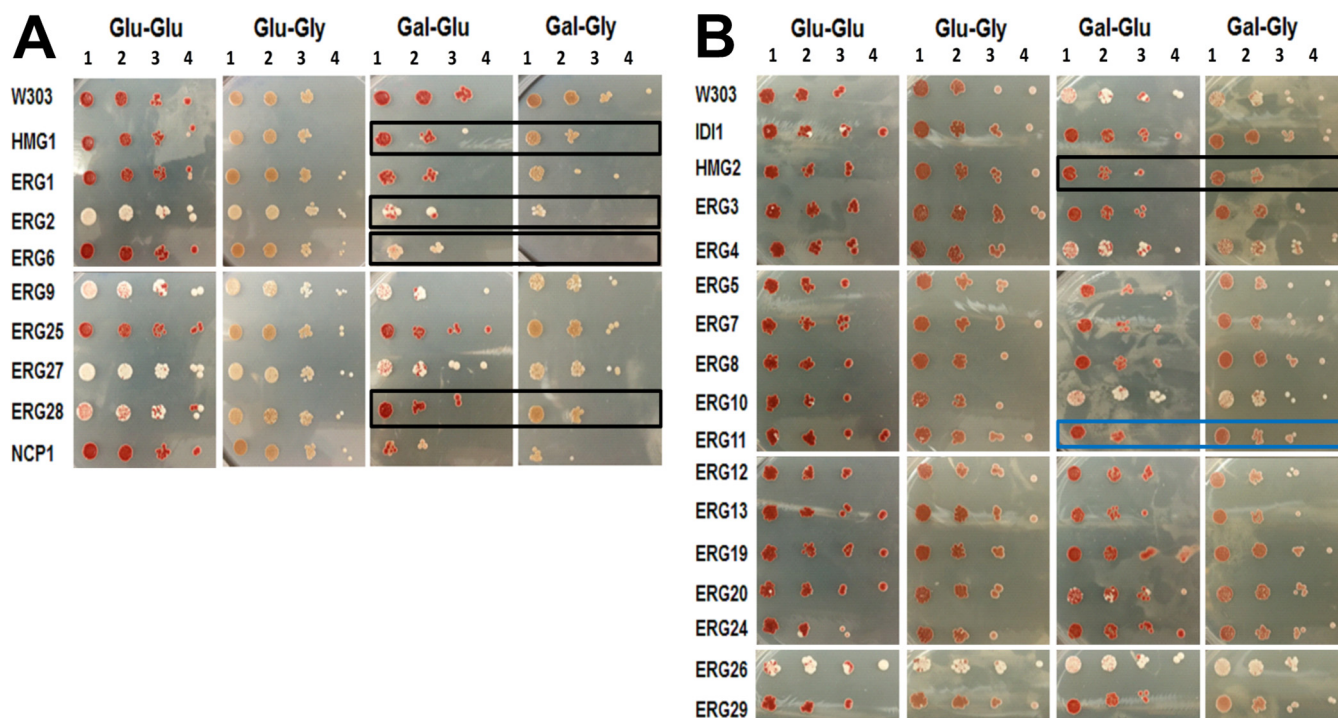 A
Glu-Glu Glu-Gly Gal-Glu Gal-Gly
1 2 3 4 1 2 3 4 1 2 3 4 1 2 3 4
W303
HMG1
ERG1
ERG2
ERG6
ERG9
ERG25
ERG27
ERG28
NCP1
B
Glu-Glu Glu-Gly Gal-Glu Gal-Gly
1 2 3 4 1 2 3 4 1 2 3 4 1 2 3 4
W303
IDI1
HMG2
ERG3
ERG4
ERG5
ERG7
ERG8
ERG10
ERG11
ERG12
ERG13
ERG19
ERG20
ERG24
ERG26
ERG29